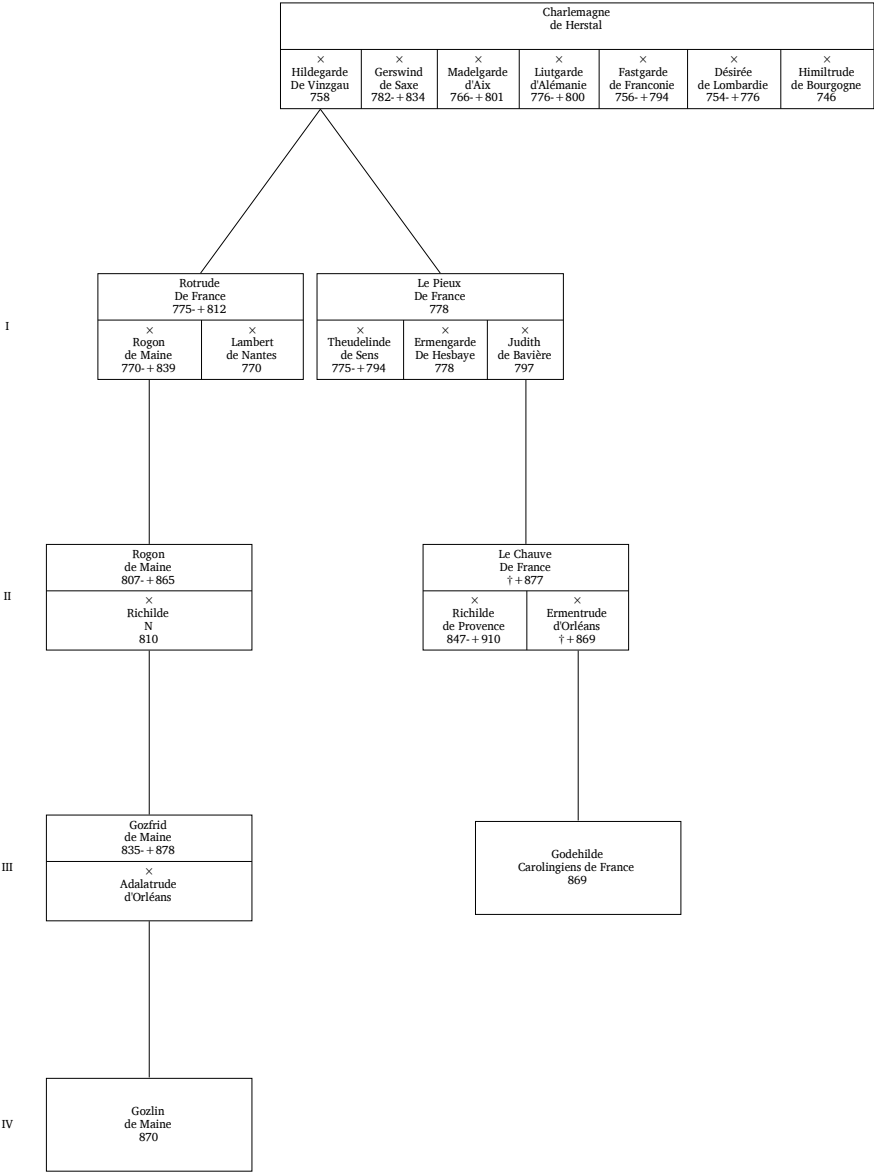 Charlemagne
de Herstal
×
Hildegarde
De Vinzgau
758
×
Gerswind
de Saxe
782-+834
×
Madelgarde
d'Aix
766-+801
×
Liutgarde
d'Alémanie
776-+800
×
Fastgarde
de Franconie
756-+794
×
Désirée
de Lombardie
754-+776
×
Himiltrude
de Bourgogne
746
I
Rotrude
De France
775-+812
×
Rogon
de Maine
770-+839
×
Lambert
de Nantes
770
Le Pieux
De France
778
×
Theudelinde
de Sens
775-+794
×
Ermengarde
De Hesbaye
778
×
Judith
de Bavière
797
II
Rogon
de Maine
807-+865
×
Richilde
N
810
Le Chauve
De France
†+877
×
Richilde
de Provence
847-+910
×
Ermentrude
d'Orléans
†+869
III
Gozfrid
de Maine
835-+878
×
Adalatrude
d'Orléans
Godehilde
Carolingiens de France
869
IV
Gozlin
de Maine
870